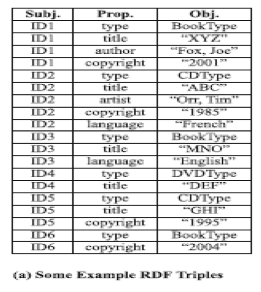 Subj. Prop. Obj.
ID1 type BookType
ID1 title “XYZ”
ID1 author “Fox, Joe”
ID1 copyright “2001”
ID2 type CDType
ID2 title “ABC”
ID2 artist “Orr, Tim”
ID2 copyright “1985”
ID2 language “French”
ID3 type BookType
ID3 title “MNO”
ID3 language “English”
ID4 type DVDType
ID4 title “DEF”
ID5 type CDType
ID5 title “GHI”
ID5 copyright “1995”
ID6 type BookType
ID6 copyright “2004”
(a) Some Example RDF Triples